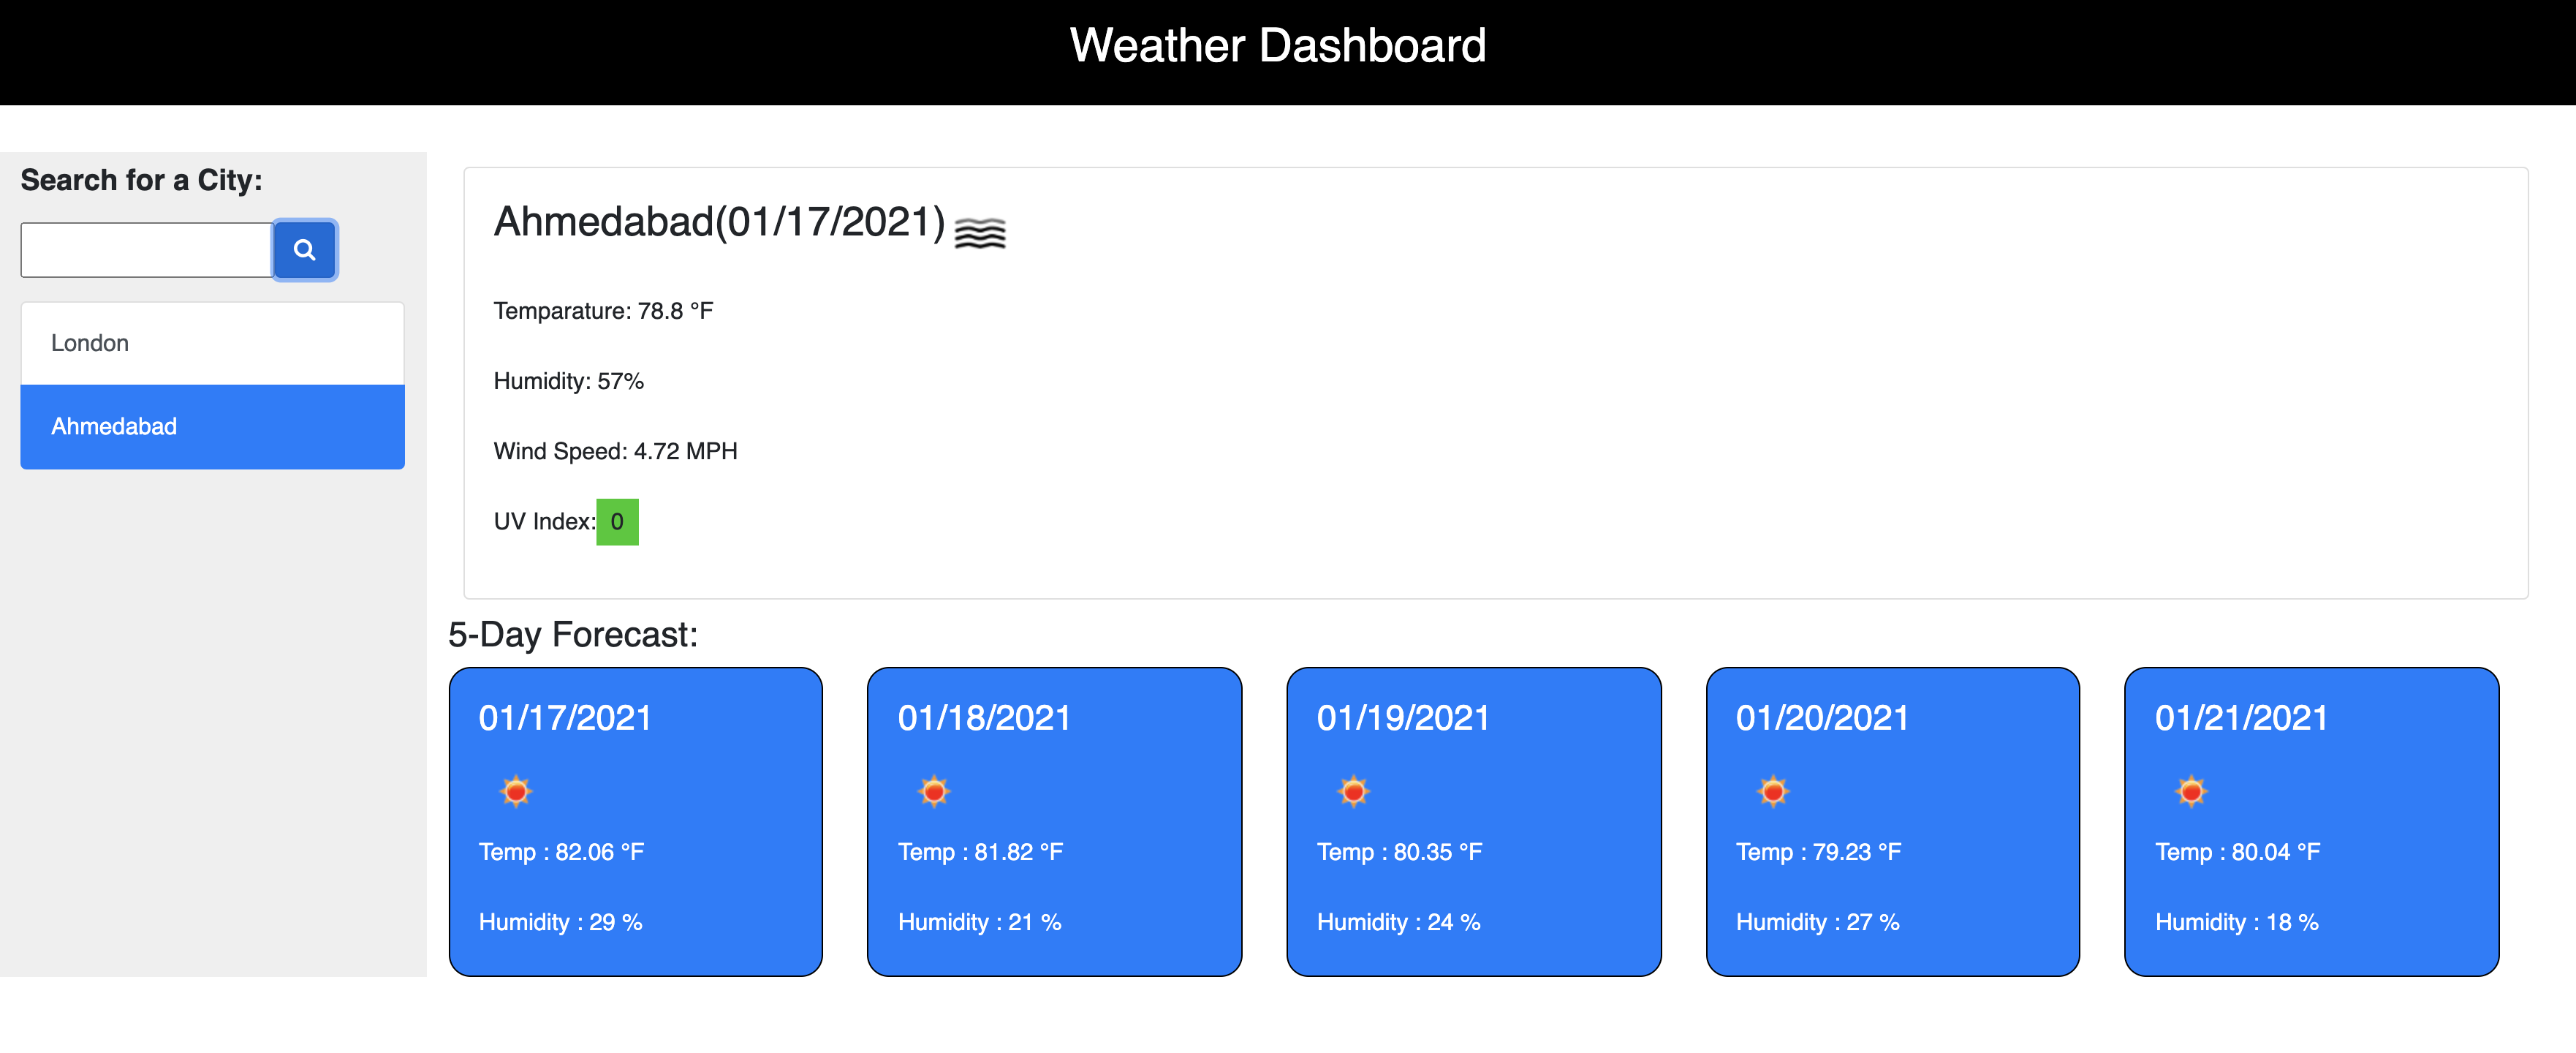 Weather Dashboard
Search for a City:
London
Ahmedabad
Ahmedabad(01/17/2021)
Temparature: 78.8 °F
Humidity: 57%
Wind Speed: 4.72 MPH
UV Index: 0
5-Day Forecast:
01/17/2021
Temp : 82.06 °F
Humidity : 29 %
01/18/2021
Temp : 81.82 °F
Humidity : 21 %
01/19/2021
Temp : 80.35 °F
Humidity : 24 %
01/20/2021
Temp : 79.23 °F
Humidity : 27 %
01/21/2021
Temp : 80.04 °F
Humidity : 18 %